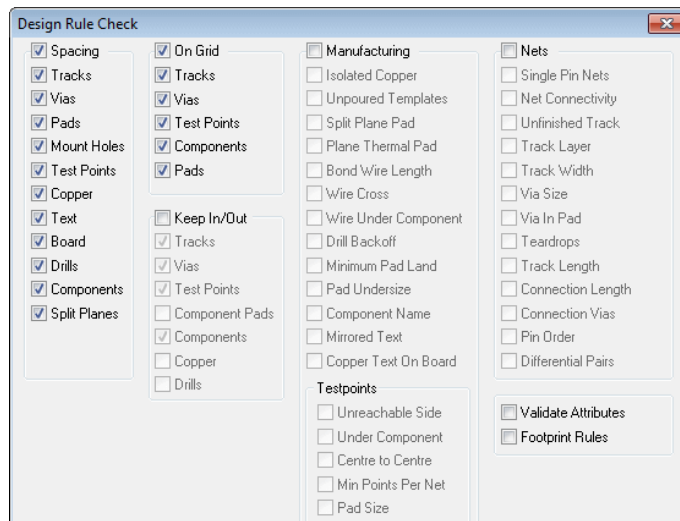 Design Rule Check
Spacing
Tracks
Vias
Pads
Mount Holes
Test Points
Copper
Text
Board
Drills
Components
Split Planes
On Grid
Tracks
Vias
Test Points
Components
Pads
Keep In/Out
Tracks
Vias
Test Points
Component Pads
Components
Copper
Drills
Manufacturing
Isolated Copper
Unpoured Templates
Split Plane Pad
Plane Thermal Pad
Bond Wire Length
Wire Cross
Wire Under Component
Drill Backoff
Minimum Pad Land
Pad Undersize
Component Name
Mirrored Text
Copper Text On Board
Testpoints
Unreachable Side
Under Component
Centre to Centre
Min Points Per Net
Pad Size
Nets
Single Pin Nets
Net Connectivity
Unfinished Track
Track Layer
Track Width
Via Size
Via In Pad
Teardrops
Track Length
Connection Length
Connection Vias
Pin Order
Differential Pairs
Validate Attributes
Footprint Rules